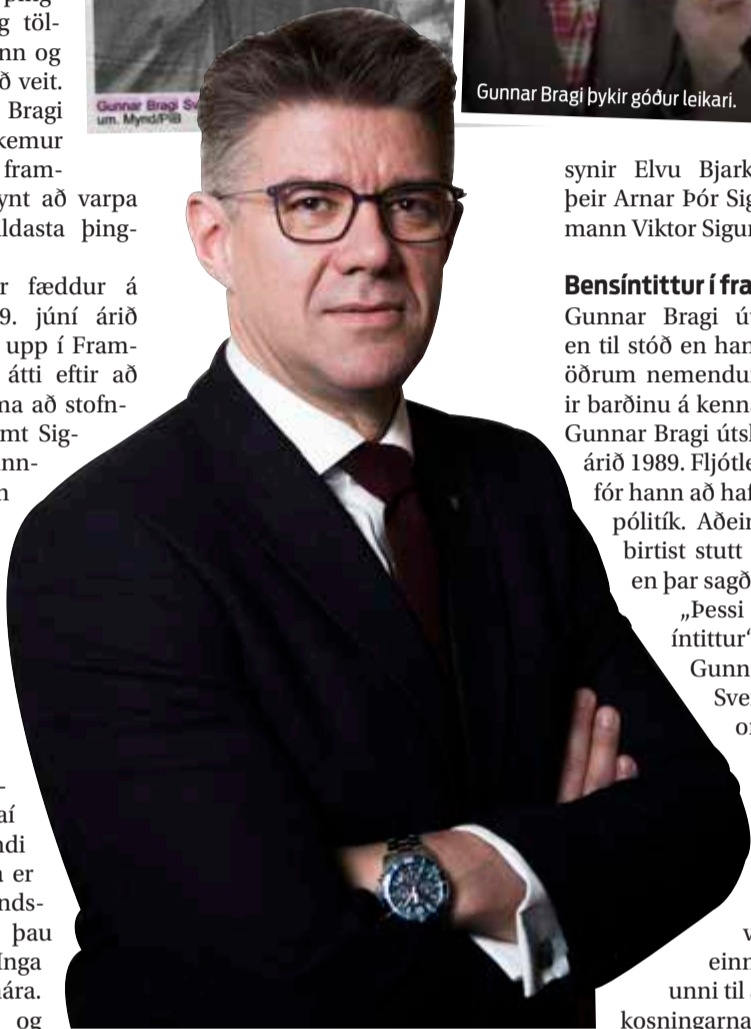 g töl-
nn og
ð veit.
Bragi
kemur
fram-
ynt að varpa
ldasta þing-
r fæddur á
9. júní árið
upp í Fram-
átti eftir að
ma að stofn-
mt Sig-
nn-
n
aí
ndi
er
nds-
þau
Inga
ára.
og
Gunnar Bragi Sv
um. Mynd/PiB
Gunnar Bragi þykir góður leikari.
synir Elvu Bjark
þeir Arnar Þór Sig
mann Viktor Sigur
Bensíntittur í fra
Gunnar Bragi ú
en til stóð en han
öðrum nemendu
ir barðinu á kenn
Gunnar Bragi útsk
árið 1989. Fljótle
fór hann að haf
pólitík. Aðein
birtist stutt
en þar sagð
„Þessi
íntittur“
Gunn
Sve
or
v
einn
unni til
kosningarna